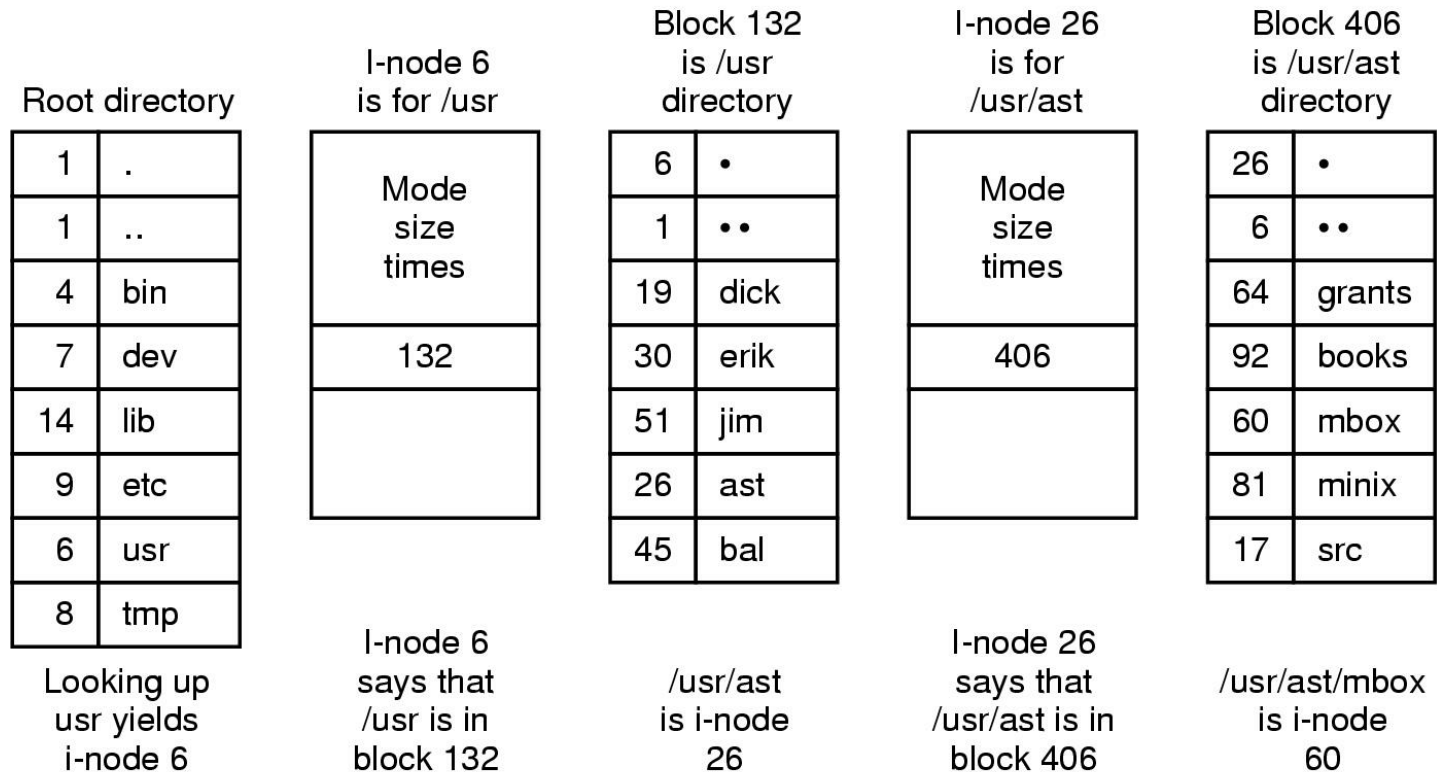 Root directory
1 .
1 ..
4 bin
7 dev
14 lib
9 etc
6 usr
8 tmp
Looking up
usr yields
i-node 6
I-node 6
is for /usr
Mode
size
times
132
I-node 6
says that
/usr is in
block 132
Block 132
is /usr
directory
6 •
1 ••
19 dick
30 erik
51 jim
26 ast
45 bal
/usr/ast
is i-node
26
I-node 26
is for
/usr/ast
Mode
size
times
406
I-node 26
says that
/usr/ast is in
block 406
Block 406
is /usr/ast
directory
26 •
6 ••
64 grants
92 books
60 mbox
81 minix
17 src
/usr/ast/mbox
is i-node
60